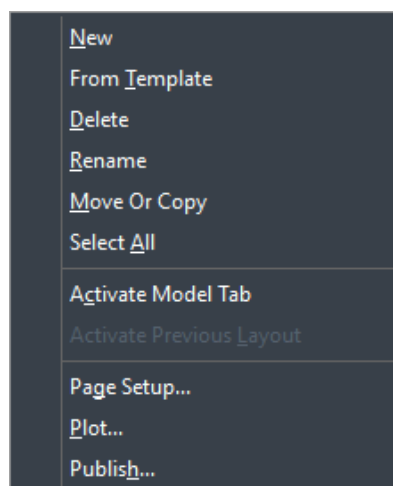 New
From Template
Delete
Rename
Move Or Copy
Select All
Activate Model Tab
Activate Previous Layout
Page Setup...
Plot...
Publish...